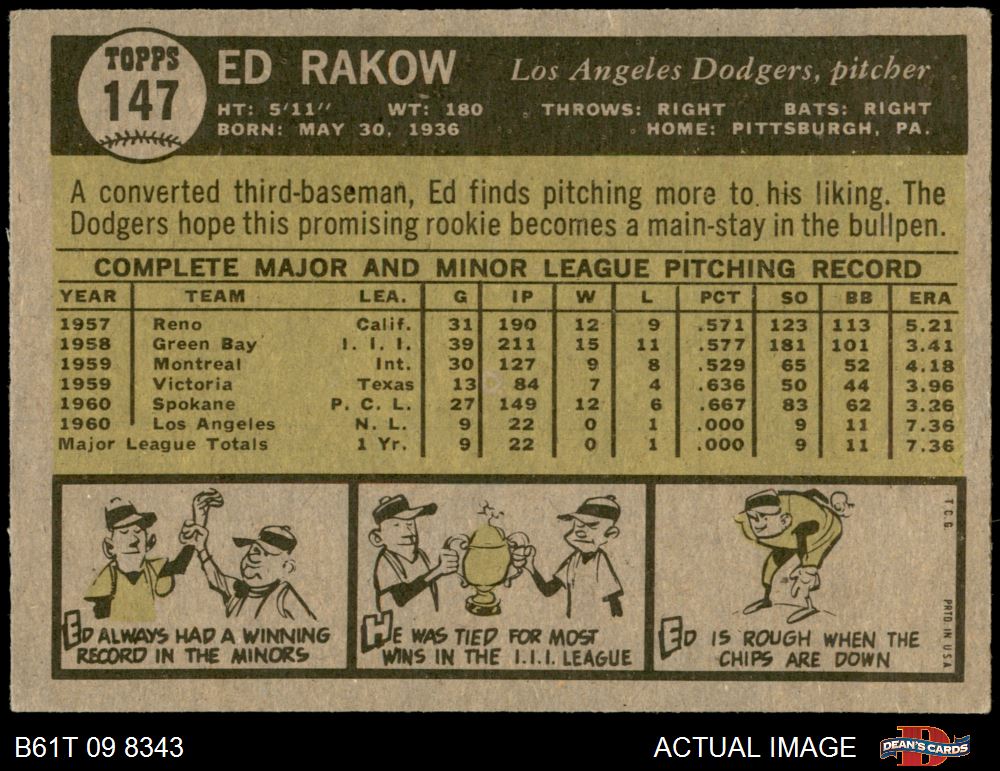 TOPPS
147
ED RAKOW
Los Angeles Dodgers, pitcher
HT: 5'11" WT: 180 THROWS: RIGHT BATS: RIGHT
BORN: MAY 30, 1936 HOME: PITTSBURGH, PA.
A converted third-baseman, Ed finds pitching more to his liking. The
Dodgers hope this promising rookie becomes a main-stay in the bullpen.
COMPLETE MAJOR AND MINOR LEAGUE PITCHING RECORD
YEAR TEAM LEA. G IP W L PCT SO BB ERA
1957 Reno Calif. 31 190 12 9 .571 123 113 5.21
1958 Green Bay I. I. I. 39 211 15 11 .577 181 101 3.41
1959 Montreal Int. 30 127 9 8 .529 65 52 4.18
1959 Victoria Texas 13 84 7 4 .636 50 44 3.96
1960 Spokane P. C. L. 27 149 12 6 .667 83 62 3.26
1960 Los Angeles N. L. 9 22 0 1 .000 9 11 7.36
Major League Totals 1 Yr. 9 22 0 1 .000 9 11 7.36
ED ALWAYS HAD A WINNING
RECORD IN THE MINORS
HE WAS TIED FOR MOST
WINS IN THE I.I.I. LEAGUE
ED IS ROUGH WHEN THE
CHIPS ARE DOWN
T.C.G.
PRTD. IN USA
B61T 09 8343
ACTUAL IMAGE
DEAN'S CARDS